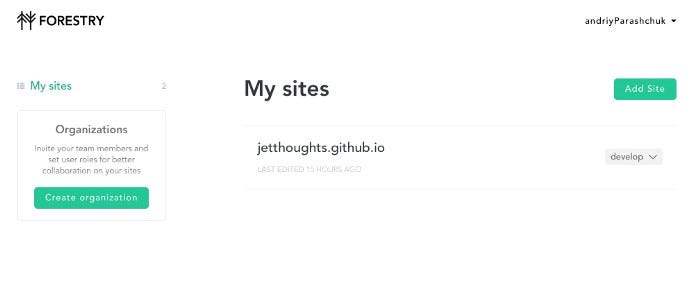 FORESTRY
andriyParashchuk
My sites
2
Organizations
Invite your team members and
set user roles for better
collaboration on your sites
Create organization
My sites
Add Site
jetthoughts.github.io
LAST EDITED 15 HOURS AGO
develop